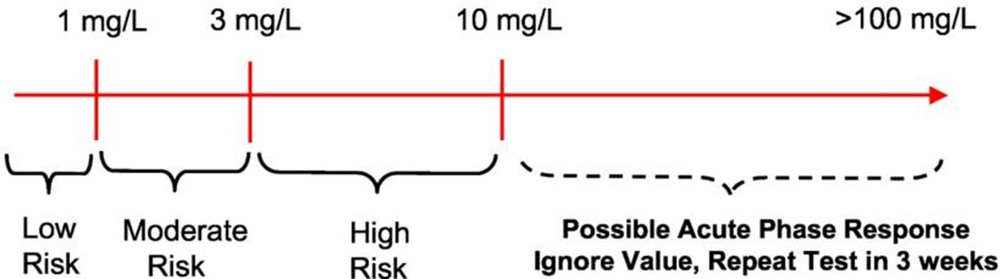 1 mg/L 3 mg/L 10 mg/L >100 mg/L
Low
Risk
Moderate
Risk
High
Risk
Possible Acute Phase Response
Ignore Value, Repeat Test in 3 weeks